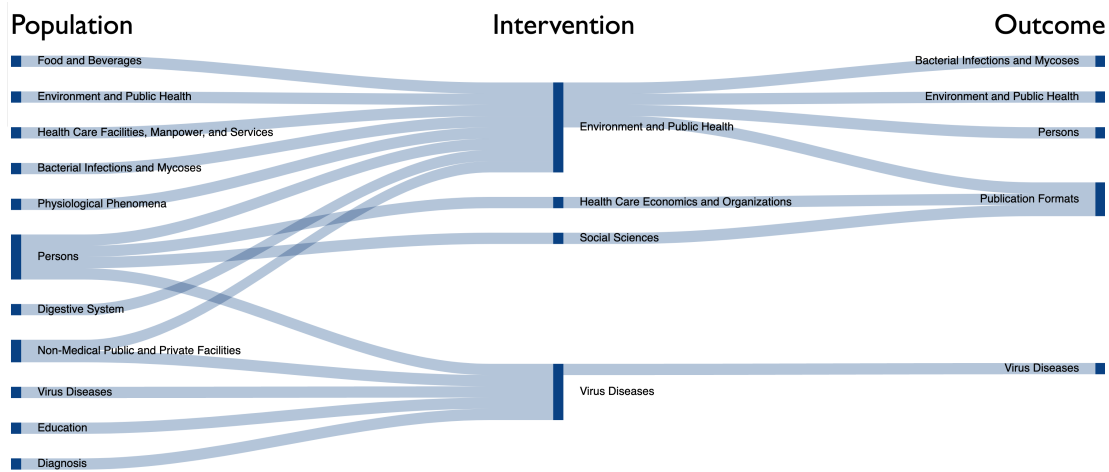 Population
Intervention
Outcome
Food and Beverages
Environment and Public Health
Health Care Facilities, Manpower, and Services
Bacterial Infections and Mycoses
Physiological Phenomena
Persons
Digestive System
Non-Medical Public and Private Facilities
Virus Diseases
Education
Diagnosis
Environment and Public Health
Health Care Economics and Organizations
Social Sciences
Virus Diseases
Bacterial Infections and Mycoses
Environment and Public Health
Persons
Publication Formats
Virus Diseases